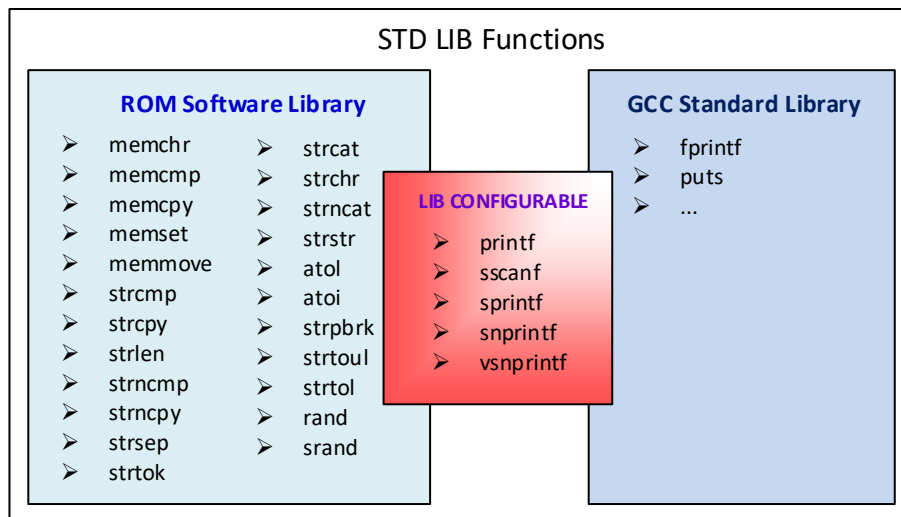 STD LIB Functions
ROM Software Library
➢ memchr
➢ memcmp
➢ memcpy
➢ memset
➢ memmove
➢ strcmp
➢ strcpy
➢ strlen
➢ strncmp
➢ strncpy
➢ strsep
➢ strtok
➢ strcat
➢ strchr
➢ strncat
➢ strstr
➢ atol
➢ atoi
➢ strpbrk
➢ strtoul
➢ strtol
➢ rand
➢ srand
LIB CONFIGURABLE
➢ printf
➢ sscanf
➢ sprintf
➢ snprintf
➢ vsnprintf
GCC Standard Library
➢ fprintf
➢ puts
➢ ...